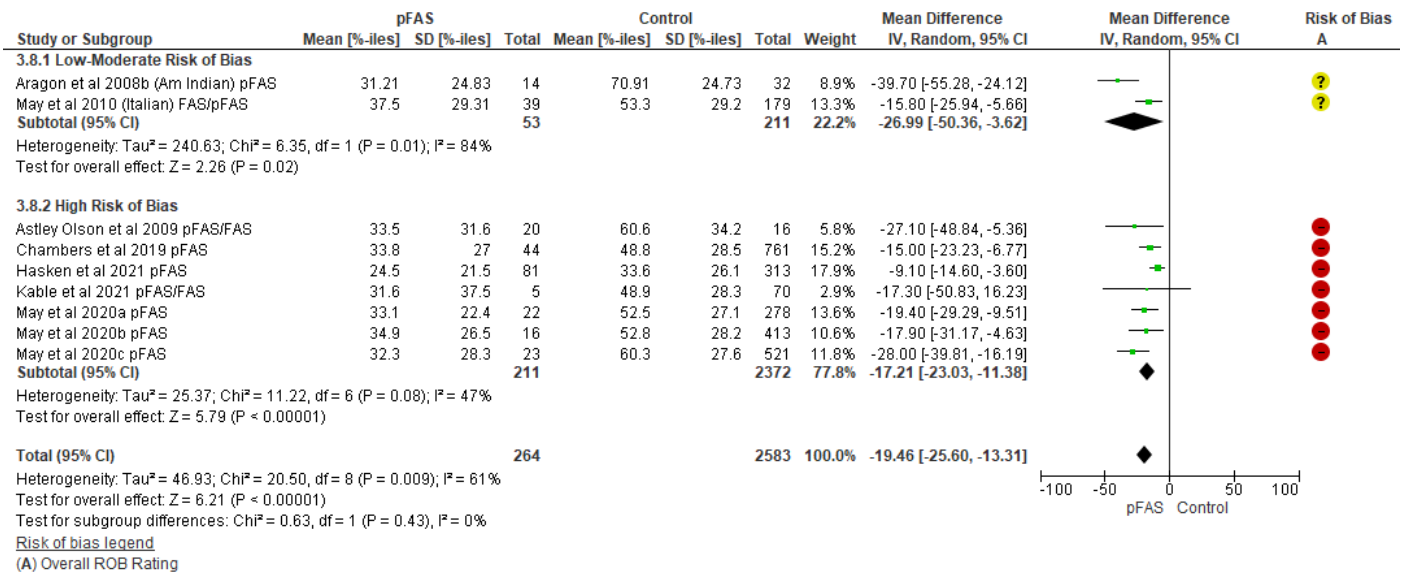 pFAS Control Mean Difference Mean Difference Risk of Bias
Study or Subgroup Mean [%-iles] SD [%-iles] Total Mean [%-iles] SD [%-iles] Total Weight IV, Random, 95% CI IV, Random, 95% CI A
3.8.1 Low-Moderate Risk of Bias
Aragon et al 2008b (Am Indian) pFAS 31.21 24.83 14 70.91 24.73 32 8.9% -39.70 [-55.28, -24.12] ?
May et al 2010 (Italian) FAS/pFAS 37.5 29.31 39 53.3 29.2 179 13.3% -15.80 [-25.94, -5.66] ?
Subtotal (95% CI) 53 211 22.2% -26.99 [-50.36, -3.62]
Heterogeneity: Tau² = 240.63; Chi² = 6.35, df = 1 (P = 0.01); I² = 84%
Test for overall effect: Z = 2.26 (P = 0.02)
3.8.2 High Risk of Bias
Astley Olson et al 2009 pFAS/FAS 33.5 31.6 20 60.6 34.2 16 5.8% -27.10 [-48.84, -5.36] -
Chambers et al 2019 pFAS 33.8 27 44 48.8 28.5 761 15.2% -15.00 [-23.23, -6.77] -
Hasken et al 2021 pFAS 24.5 21.5 81 33.6 26.1 313 17.9% -9.10 [-14.60, -3.60] -
Kable et al 2021 pFAS/FAS 31.6 37.5 5 48.9 28.3 70 2.9% -17.30 [-50.83, 16.23] -
May et al 2020a pFAS 33.1 22.4 22 52.5 27.1 278 13.6% -19.40 [-29.29, -9.51] -
May et al 2020b pFAS 34.9 26.5 16 52.8 28.2 413 10.6% -17.90 [-31.17, -4.63] -
May et al 2020c pFAS 32.3 28.3 23 60.3 27.6 521 11.8% -28.00 [-39.81, -16.19] -
Subtotal (95% CI) 211 2372 77.8% -17.21 [-23.03, -11.38]
Heterogeneity: Tau² = 25.37; Chi² = 11.22, df = 6 (P = 0.08); I² = 47%
Test for overall effect: Z = 5.79 (P < 0.00001)
Total (95% CI) 264 2583 100.0% -19.46 [-25.60, -13.31]
Heterogeneity: Tau² = 46.93; Chi² = 20.50, df = 8 (P = 0.009); I² = 61%
-100 -50 0 50 100
Test for overall effect: Z = 6.21 (P < 0.00001)
pFAS Control
Test for subgroup differences: Chi² = 0.63, df = 1 (P = 0.43), I² = 0%
Risk of bias legend
(A) Overall ROB Rating